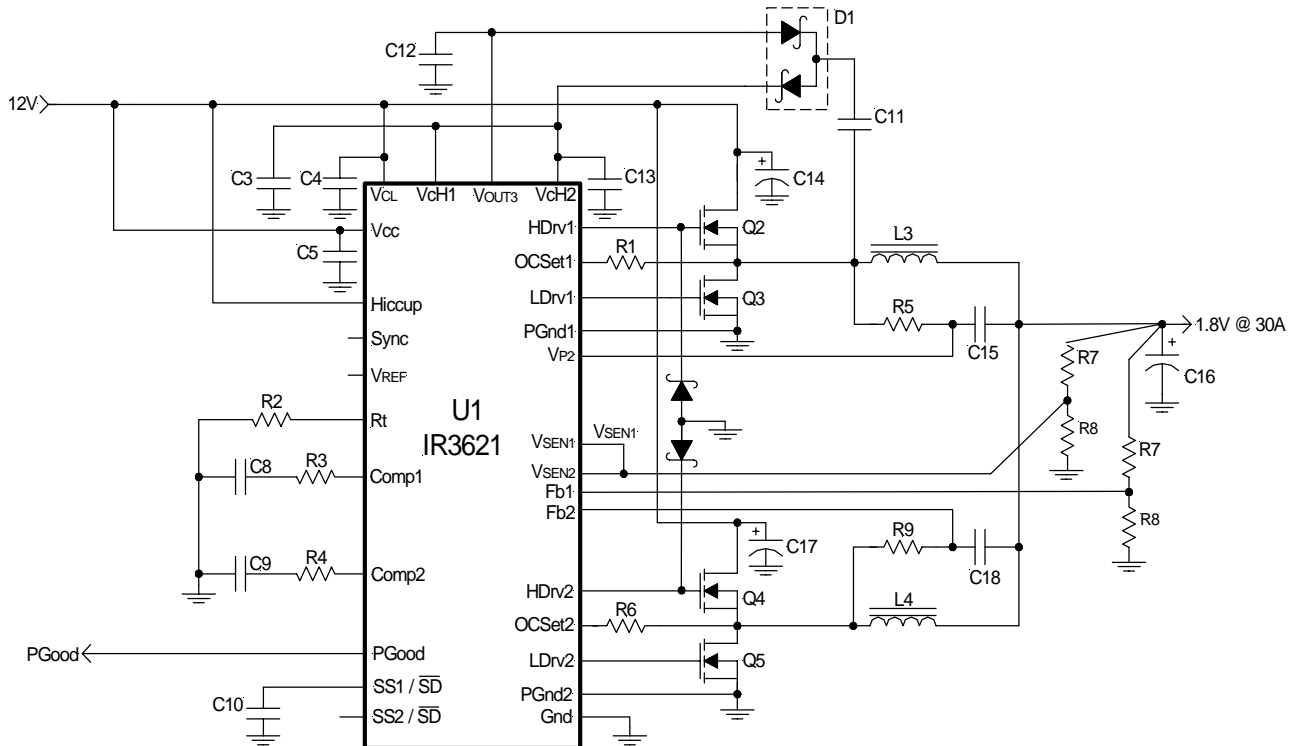 D1
C12
12V
C11
C3
C4
C13
C14
VCL
VcH1
VOUT3
VcH2
Vcc
HDrv1
Q2
L3
C5
R1
OCSet1
Hiccup
LDrv1
Q3
R5
Sync
PGnd1
1.8V @ 30A
VP2
C15
R7
C16
VREF
R2
U1
Rt
IR3621
VSEN1
VSEN1
R8
R7
C8
R3
Comp1
VSEN2
Fb1
Fb2
R8
R9
C17
C18
C9
R4
Comp2
HDrv2
Q4
L4
R6
OCSet2
PGood
PGood
LDrv2
Q5
SS1 / SD
PGnd2
C10
SS2 / SD
Gnd